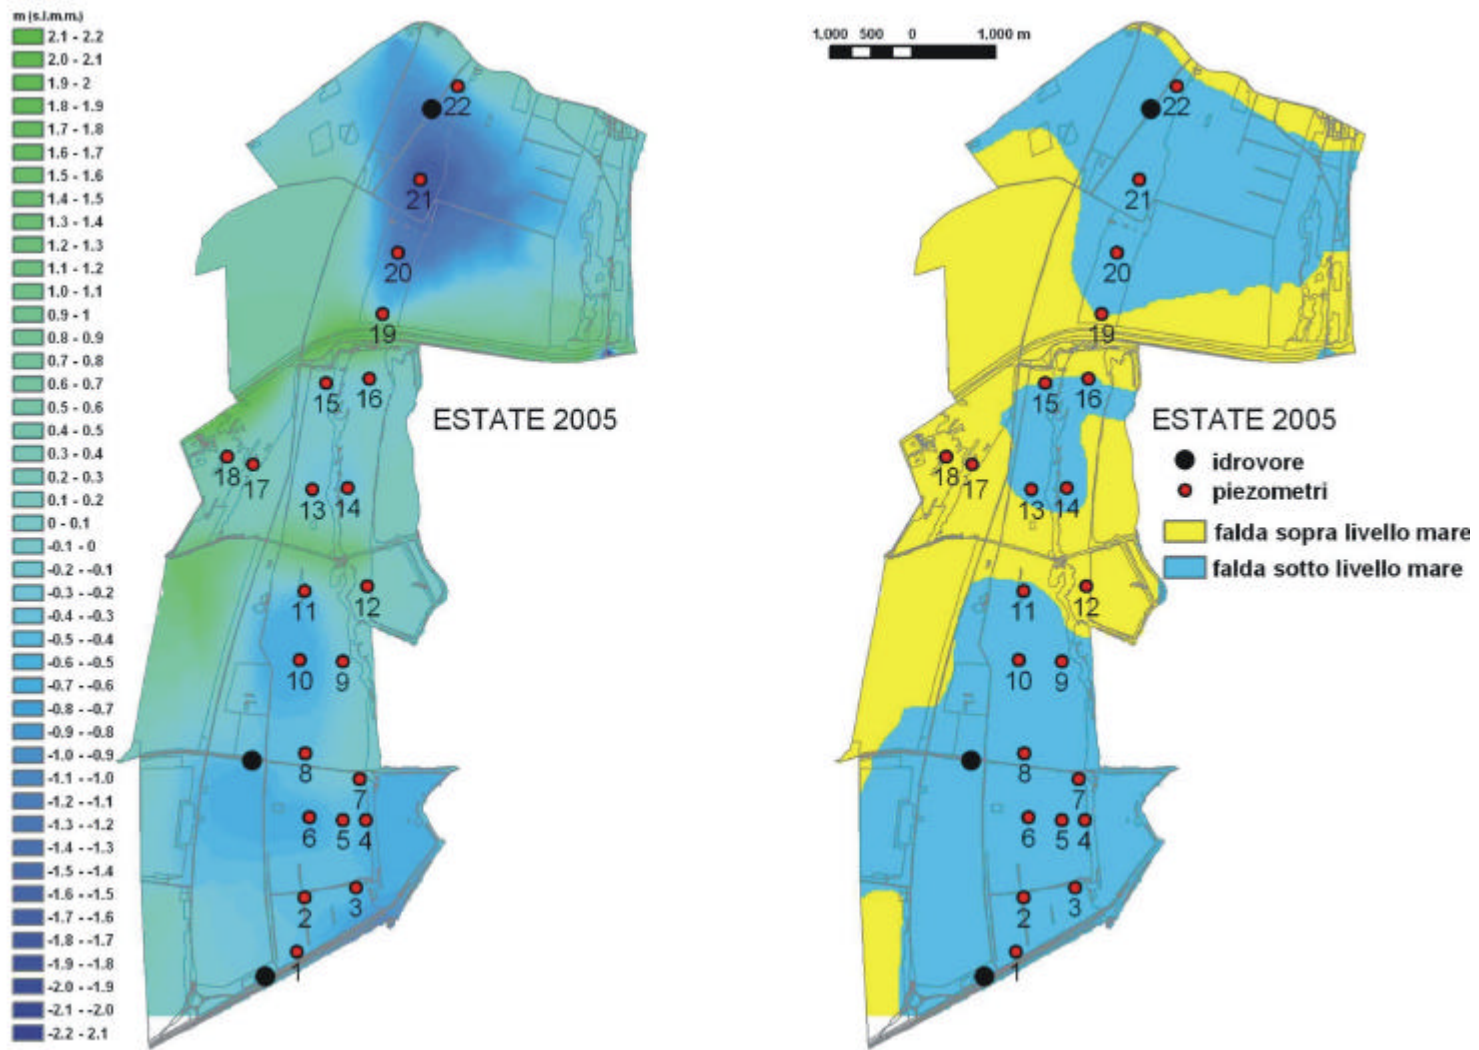 m (s.l.m.m.)
2.1 - 2.2
2.0 - 2.1
1.9 - 2
1.8 - 1.9
1.7 - 1.8
1.6 - 1.7
1.5 - 1.6
1.4 - 1.5
1.3 - 1.4
1.2 - 1.3
1.1 - 1.2
1.0 - 1.1
0.9 - 1
0.8 - 0.9
0.7 - 0.8
0.6 - 0.7
0.5 - 0.6
0.4 - 0.5
0.3 - 0.4
0.2 - 0.3
0.1 - 0.2
0 - 0.1
-0.1 - 0
-0.2 - -0.1
-0.3 - -0.2
-0.4 - -0.3
-0.5 - -0.4
-0.6 - -0.5
-0.7 - -0.6
-0.8 - -0.7
-0.9 - -0.8
-1.0 - -0.9
-1.1 - -1.0
-1.2 - -1.1
-1.3 - -1.2
-1.4 - -1.3
-1.5 - -1.4
-1.6 - -1.5
-1.7 - -1.6
-1.8 - -1.7
-1.9 - -1.8
-2.0 - -1.9
-2.1 - -2.0
-2.2 - -2.1
22
21
20
19
15
16
ESTATE 2005
18
17
13
14
11
12
10
9
8
7
6
5
4
2
3
1
1,000 500 0 1,000 m
22
21
20
19
15
16
ESTATE 2005
idrovore
piezometri
falda sopra livello mare
falda sotto livello mare
18
17
13
14
11
12
10
9
8
7
6
5
4
2
3
1